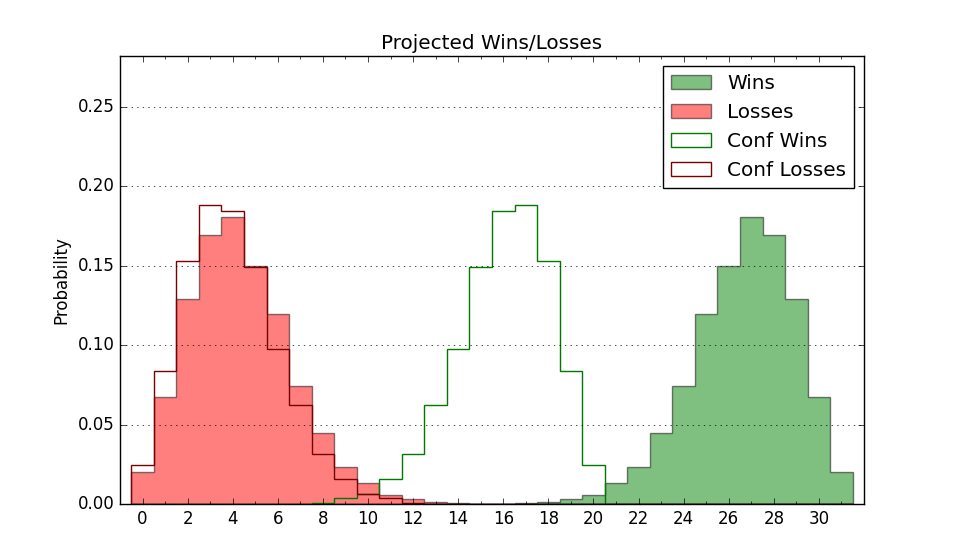 Projected Wins/Losses
Wins
Losses
Conf Wins
Conf Losses
Probability
0.25
0.20
0.15
0.10
0.05
0.00
0 2 4 6 8 10 12 14 16 18 20 22 24 26 28 30